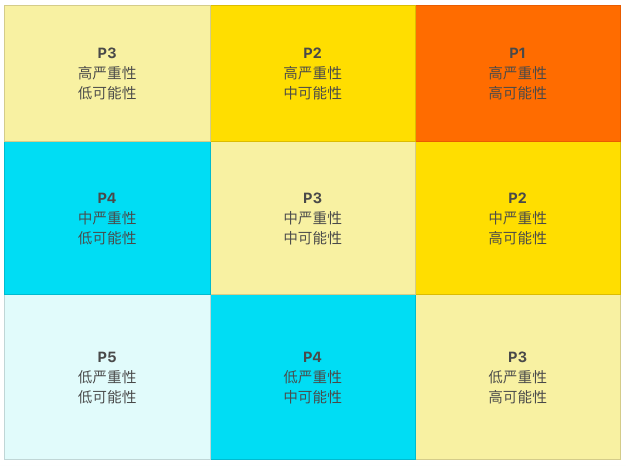 P3
高严重性
低可能性
P2
高严重性
中可能性
P1
高严重性
高可能性
P4
中严重性
低可能性
P3
中严重性
中可能性
P2
中严重性
高可能性
P5
低严重性
低可能性
P4
低严重性
中可能性
P3
低严重性
高可能性